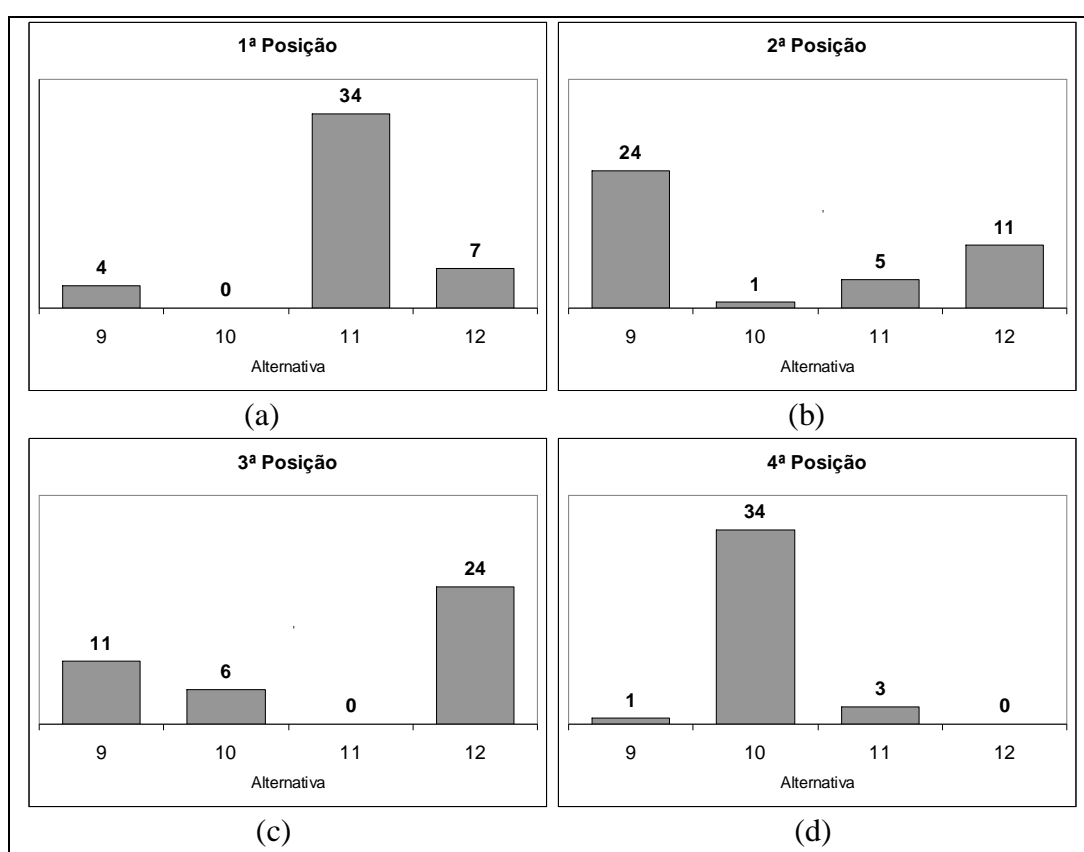 1ª Posição
34
4
0
7
9 10 11 12
Alternativa
(a)
2ª Posição
24
1
5
11
9 10 11 12
Alternativa
(b)
3ª Posição
11
6
0
24
9 10 11 12
Alternativa
(c)
4ª Posição
1
34
3
0
9 10 11 12
Alternativa
(d)